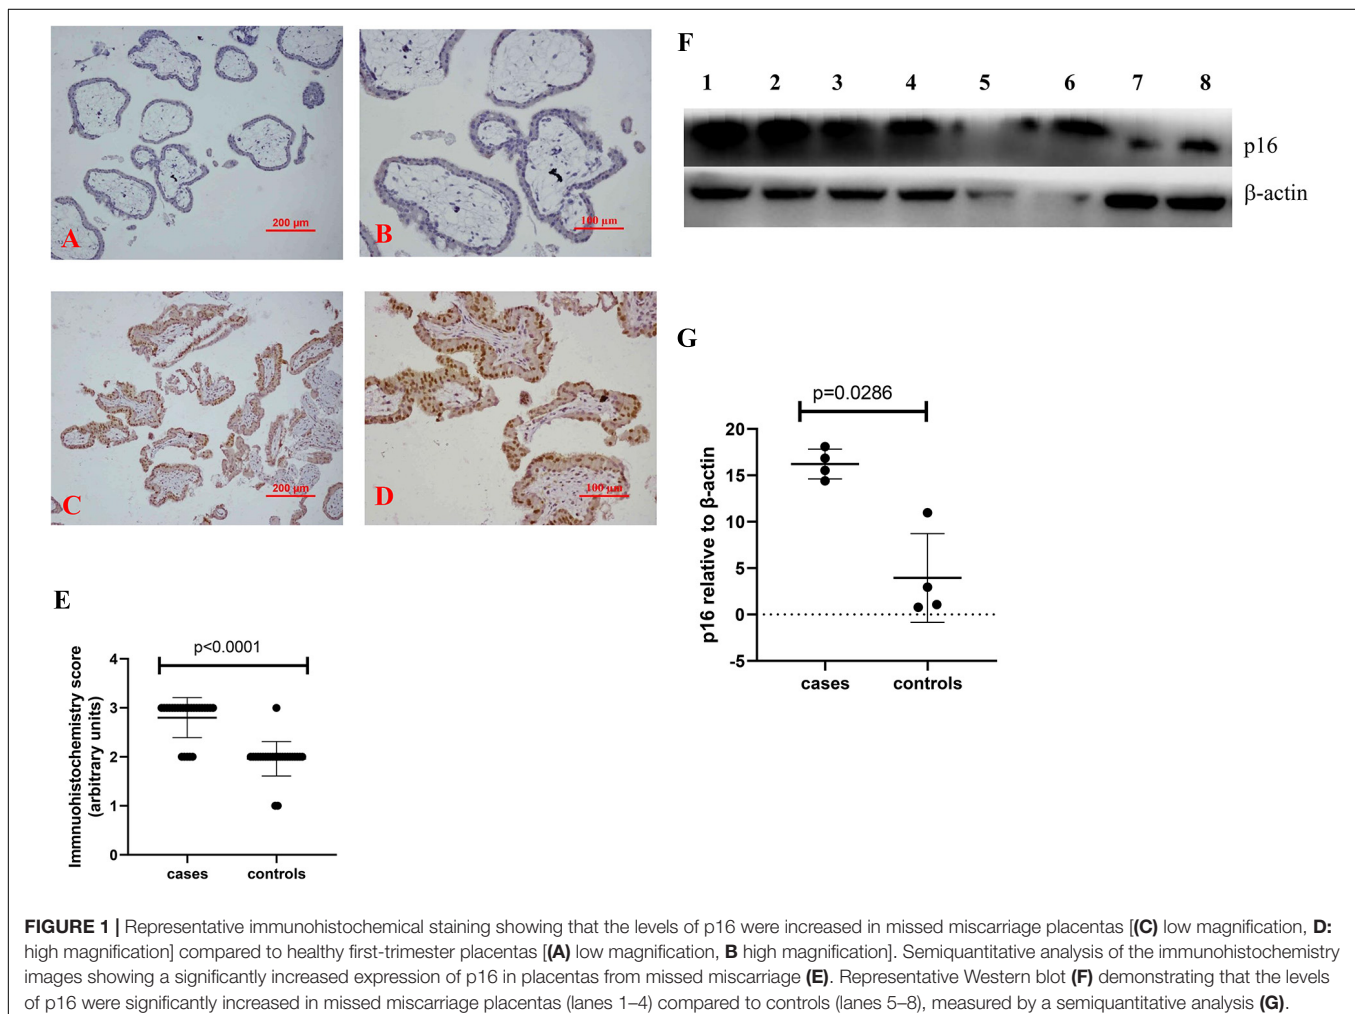 A
200 µm
B
100 µm
C
200 µm
D
100 µm
F
1 2 3 4 5 6 7 8
p16
β-actin
G
p=0.0286
20
15
10
5
0
-5
p16 relative to β-actin
cases controls
E
p<0.0001
4
3
2
1
0
Immnuohistochemistry score
(arbitrary units)
cases controls
FIGURE 1 | Representative immunohistochemical staining showing that the levels of p16 were increased in missed miscarriage placentas [(C) low magnification, D:
high magnification] compared to healthy first-trimester placentas [(A) low magnification, B high magnification]. Semiquantitative analysis of the immunohistochemistry
images showing a significantly increased expression of p16 in placentas from missed miscarriage (E). Representative Western blot (F) demonstrating that the levels
of p16 were significantly increased in missed miscarriage placentas (lanes 1–4) compared to controls (lanes 5–8), measured by a semiquantitative analysis (G).